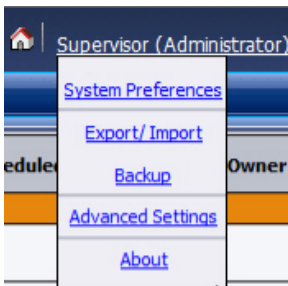 Supervisor (Administrator)
System Preferences
Export/Import
eduled
Owner
Backup
Advanced Settings
About